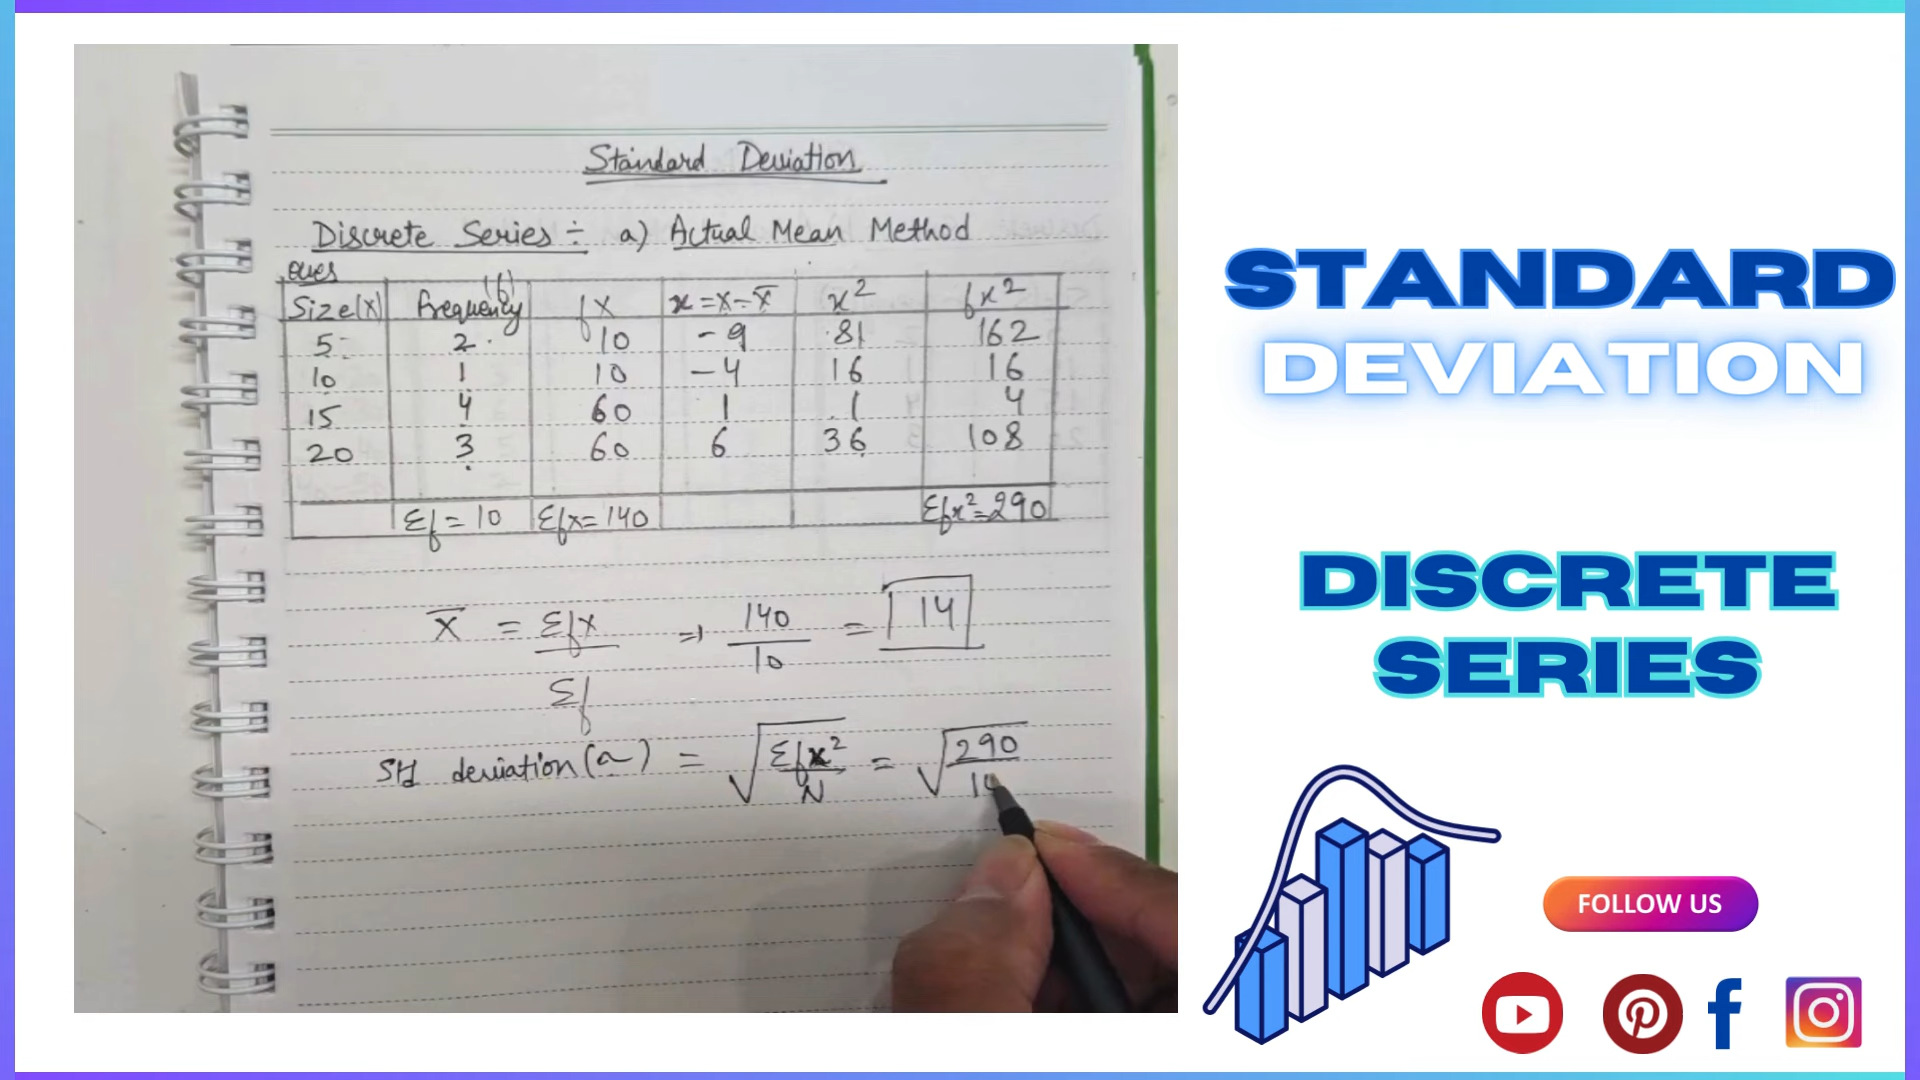 Standard Deviation
Discrete Series ÷ a) Actual Mean Method
Ques
Size(X) Frequency (f) fX x = X - X̅ x² fx²
5 2 10 -9 81 162
10 1 10 -4 16 16
15 4 60 1 1 4
20 3 60 6 36 108
Σf = 10 Σfx = 140 Σfx² = 290
X̅ = Σfx / Σf ⇒ 140 / 10 = 14
Std deviation (σ) = √Σfx² / N = √290 / 1
STANDARD
DEVIATION
DISCRETE
SERIES
FOLLOW US